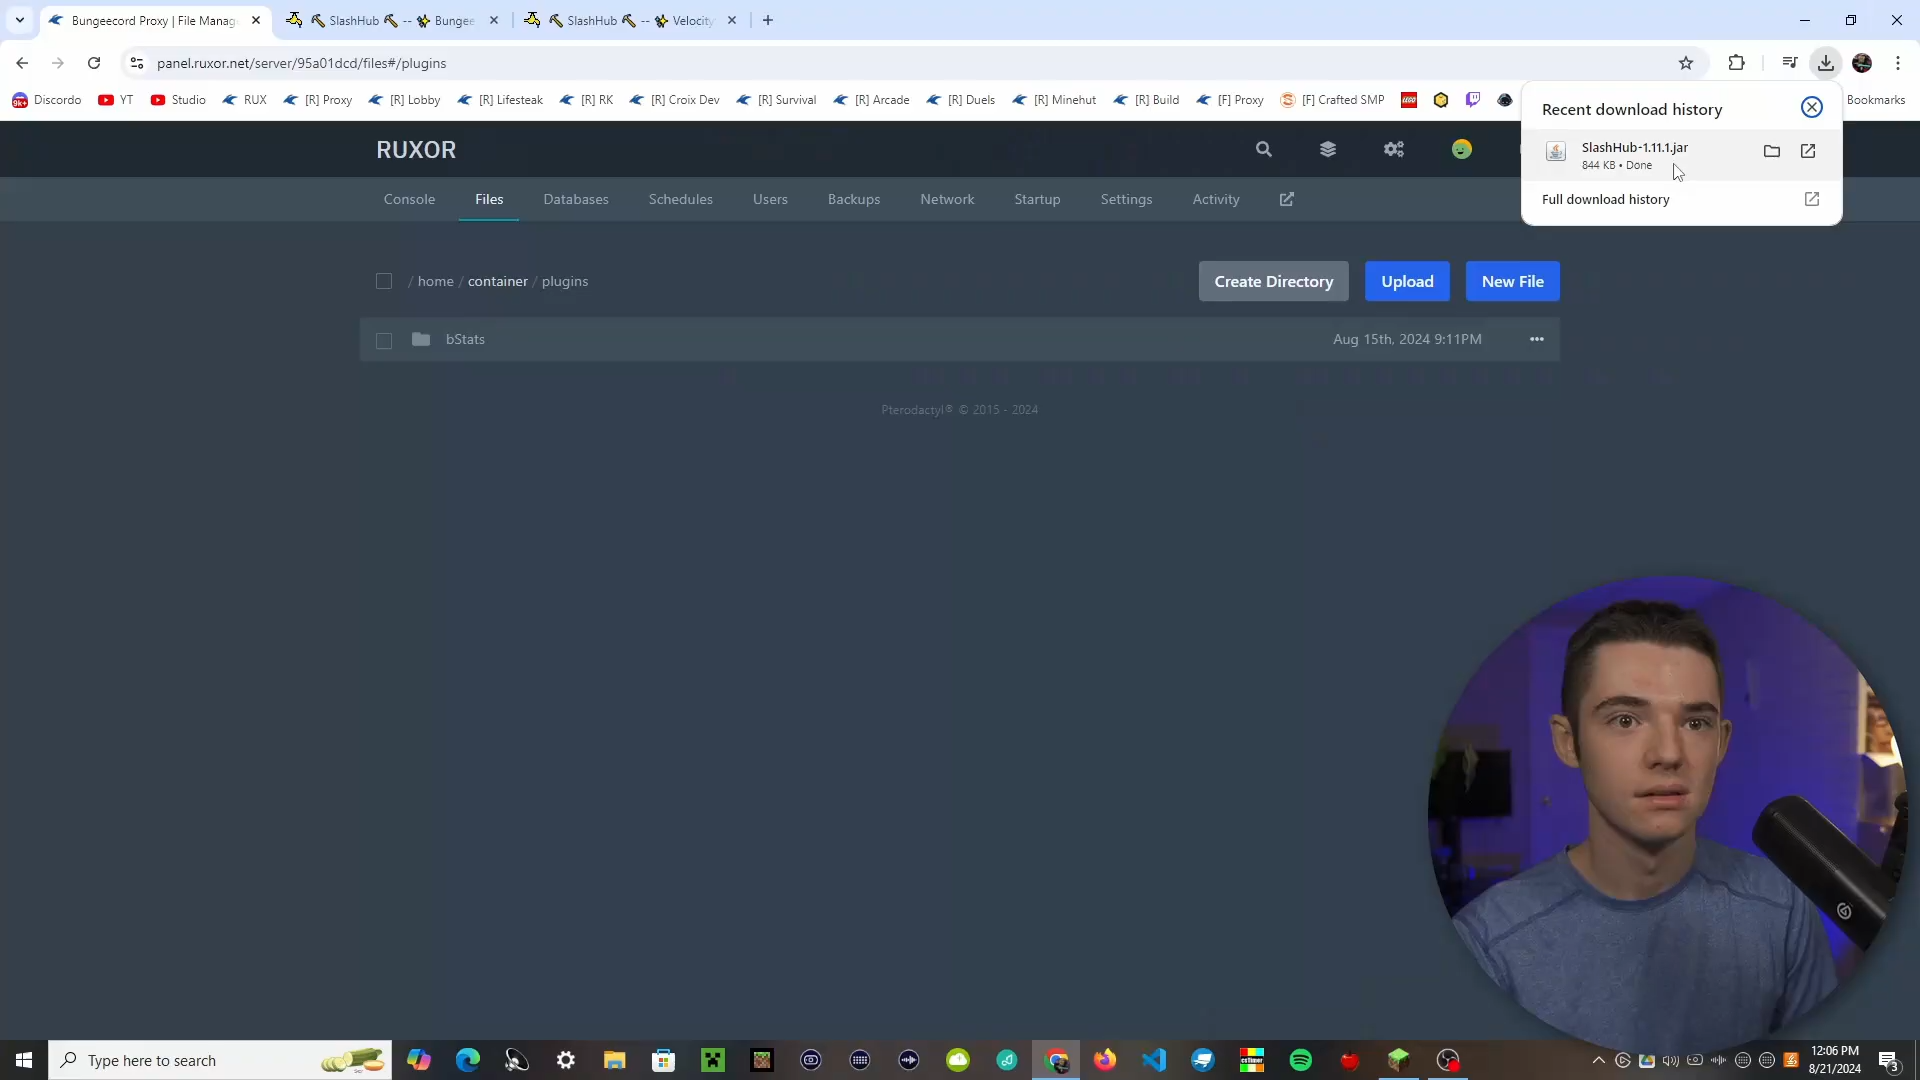 Bungeecord Proxy | File Manag
SlashHub -- Bungee
SlashHub -- Velocity
panel.ruxor.net/server/95a01dcd/files#/plugins
9k+ Discordo YT Studio RUX [R] Proxy [R] Lobby [R] Lifesteak [R] RK [R] Croix Dev [R] Survival [R] Arcade [R] Duels [R] Minehut [R] Build [F] Proxy [F] Crafted SMP Bookmarks
Recent download history
SlashHub-1.11.1.jar
844 KB • Done
Full download history
RUXOR
Console Files Databases Schedules Users Backups Network Startup Settings Activity
/ home / container / plugins
Create Directory Upload New File
bStats Aug 15th, 2024 9:11PM
Pterodactyl® © 2015 - 2024
Type here to search
12:06 PM
8/21/2024
3